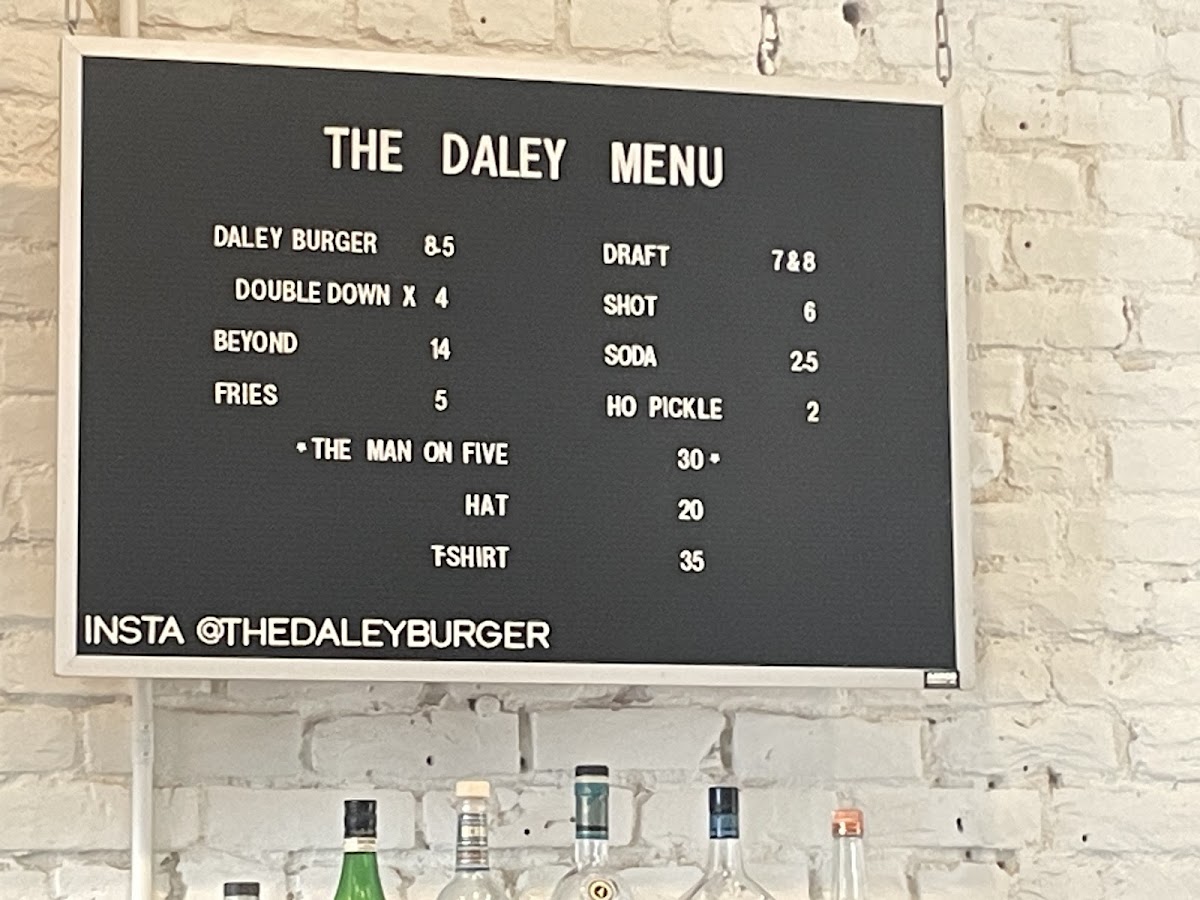 THE DALEY MENU
DALEY BURGER 8.5
DOUBLE DOWN X 4
BEYOND 14
FRIES 5
DRAFT 7&8
SHOT 6
SODA 2.5
HO PICKLE 2
*THE MAN ON FIVE 30*
HAT 20
T-SHIRT 35
INSTA @THEDALEYBURGER